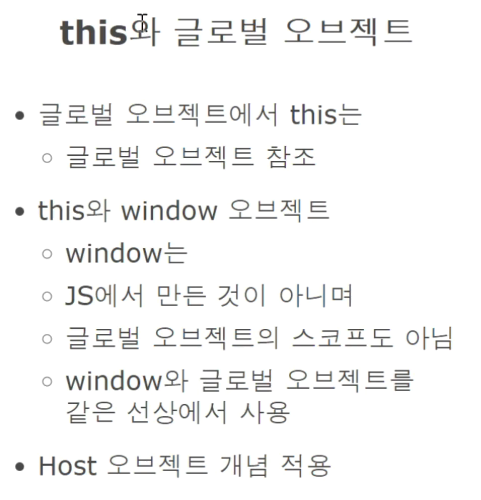 this와 글로벌 오브젝트
• 글로벌 오브젝트에서 this는
○ 글로벌 오브젝트 참조
• this와 window 오브젝트
○ window는
○ JS에서 만든 것이 아니며
○ 글로벌 오브젝트의 스코프도 아님
○ window와 글로벌 오브젝트를
같은 선상에서 사용
• Host 오브젝트 개념 적용